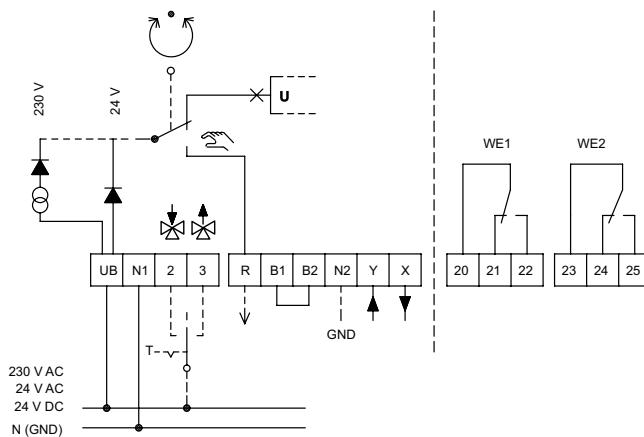 230 V
24 V
U
WE1
WE2
UB N1 2 3 R B1 B2 N2 Y X
20 21 22 23 24 25
GND
T
230 V AC
24 V AC
24 V DC
N (GND)